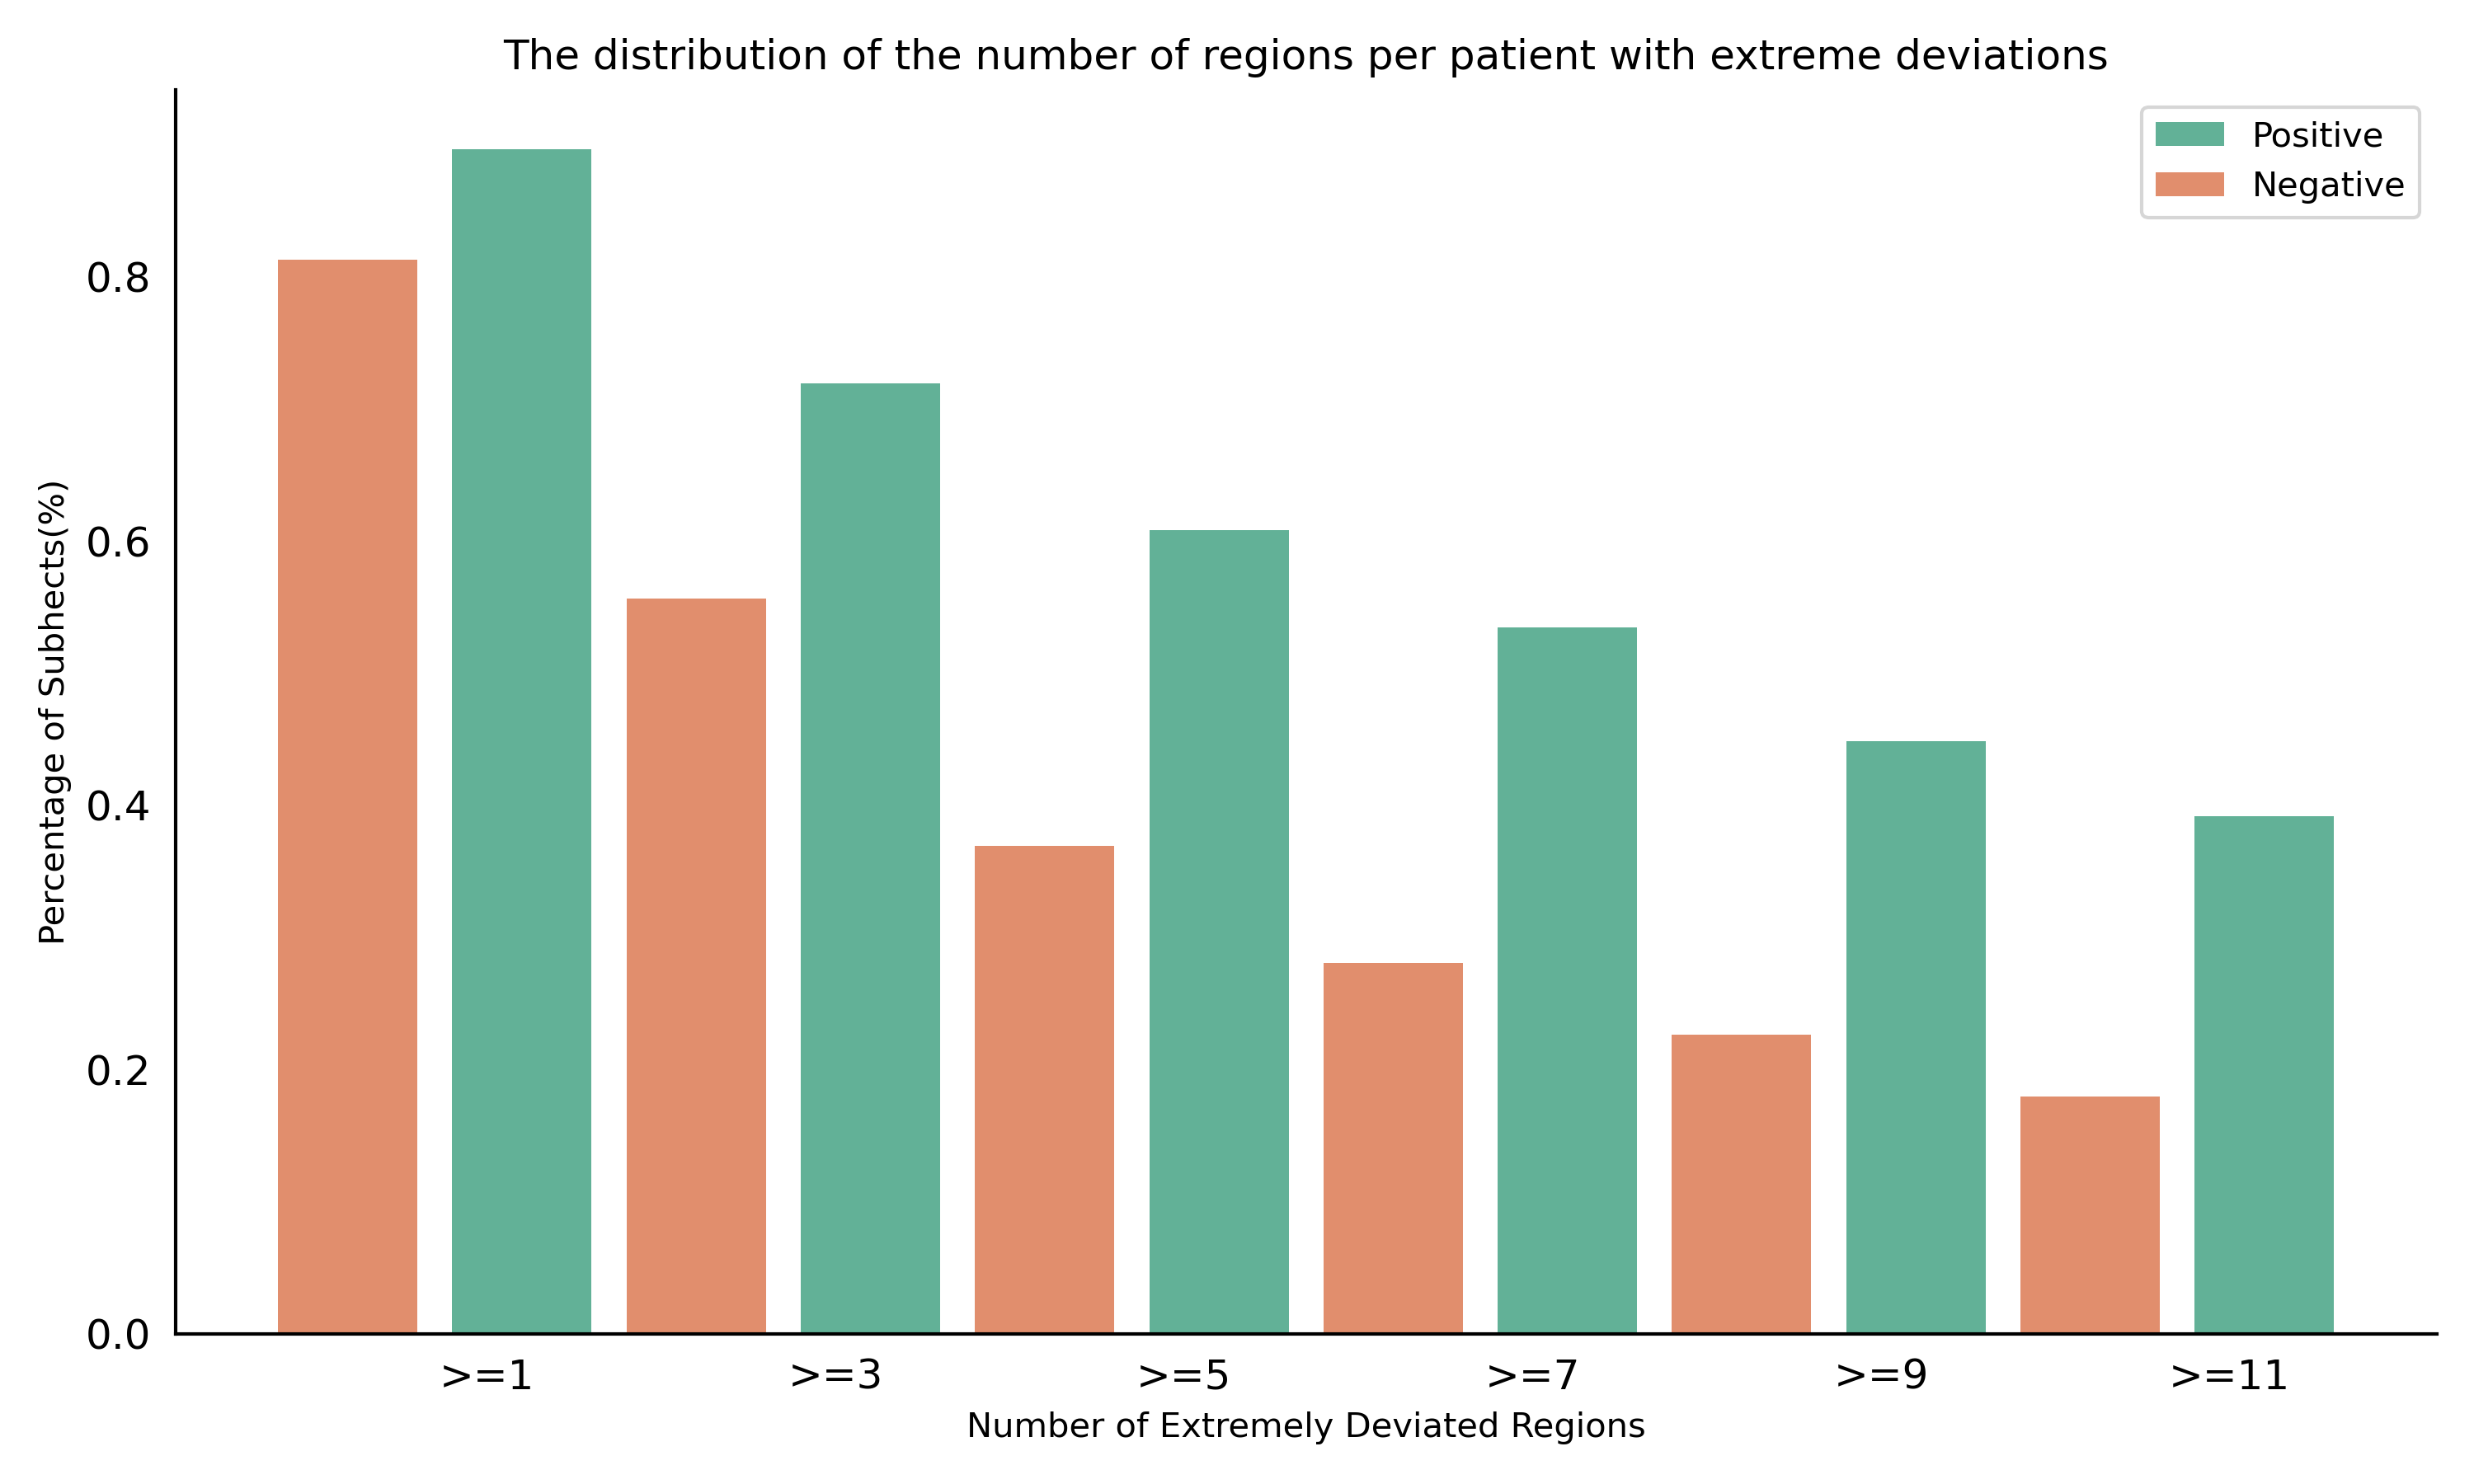 The distribution of the number of regions per patient with extreme deviations
Positive
Negative
Percentage of Subhects(%)
0.8
0.6
0.4
0.2
0.0
>=1 >=3 >=5 >=7 >=9 >=11
Number of Extremely Deviated Regions